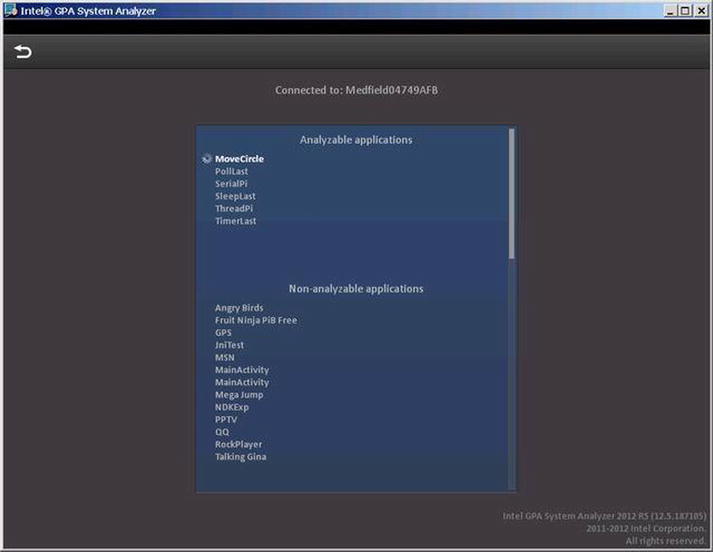 Intel® GPA System Analyzer
Connected to: Medfield04749AFB
Analyzable applications
MoveCircle
PollLast
SerialPi
SleepLast
ThreadPi
TimerLast
Non-analyzable applications
Angry Birds
Fruit Ninja PiB Free
GPS
JniTest
MSN
MainActivity
MainActivity
Mega Jump
NDKExp
PPTV
QQ
RockPlayer
Talking Gina
Intel GPA System Analyzer 2012 R5 (12.5.187105)
2011-2012 Intel Corporation.
All rights reserved.